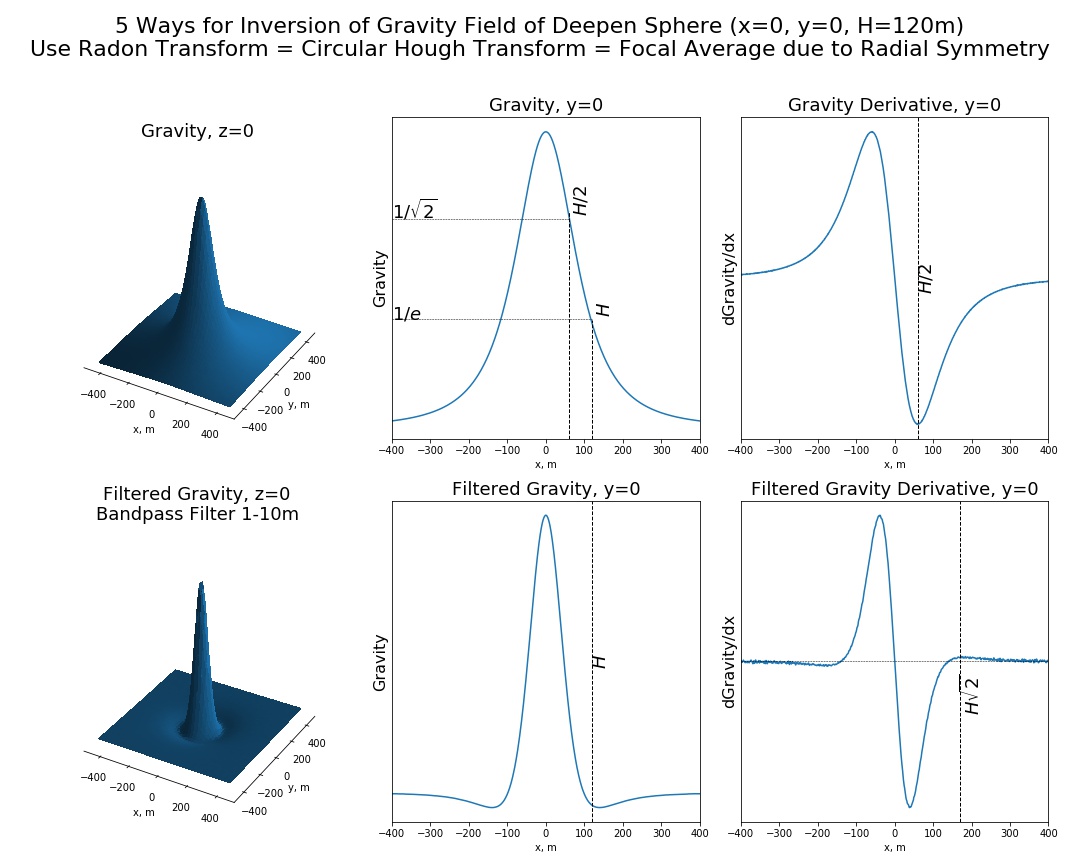 5 Ways for Inversion of Gravity Field of Deepen Sphere (x=0, y=0, H=120m)
Use Radon Transform = Circular Hough Transform = Focal Average due to Radial Symmetry
Gravity, z=0
−400
−200
0
200
400
x, m
−400
−200
0
200
400
y, m
Gravity, y=0
Gravity
1/√2
1/e
H/2
H
−400 −300 −200 −100 0 100 200 300 400
x, m
Gravity Derivative, y=0
dGravity/dx
H/2
−400 −300 −200 −100 0 100 200 300 400
x, m
Filtered Gravity, z=0
Bandpass Filter 1-10m
−400
−200
0
200
400
x, m
−400
−200
0
200
400
y, m
Filtered Gravity, y=0
Gravity
H
−400 −300 −200 −100 0 100 200 300 400
x, m
Filtered Gravity Derivative, y=0
dGravity/dx
H√2
−400 −300 −200 −100 0 100 200 300 400
x, m